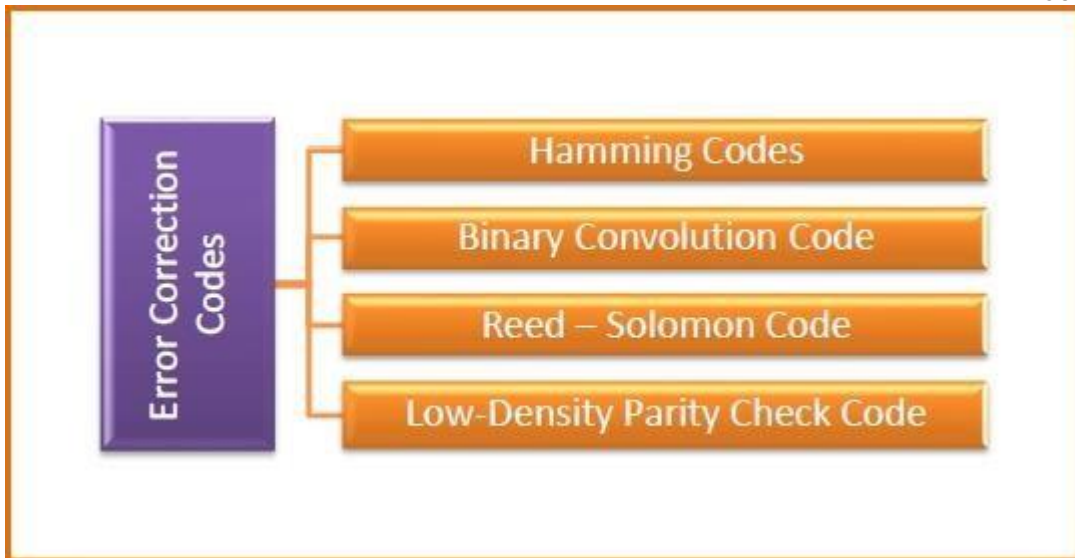 Error Correction
Codes
Hamming Codes
Binary Convolution Code
Reed – Solomon Code
Low-Density Parity Check Code